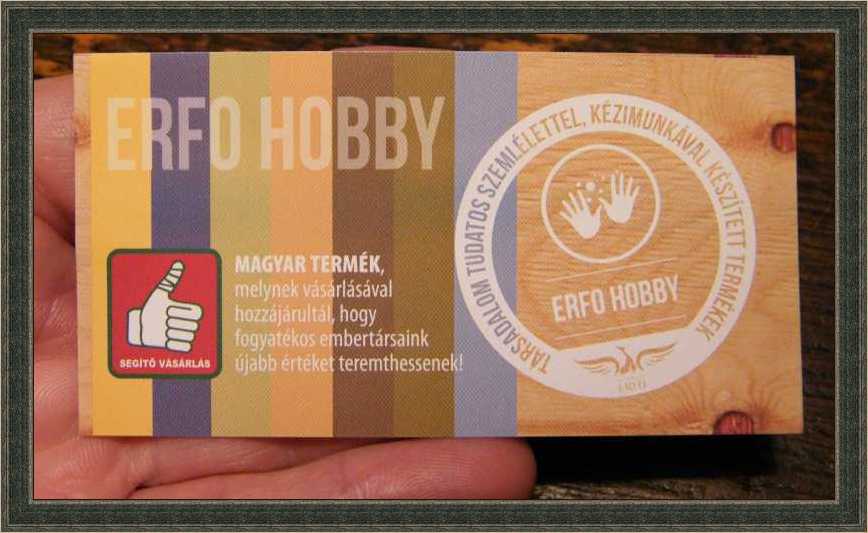 ERFO HOBBY
MAGYAR TERMÉK,
melynek vásárlásával
hozzájárultál, hogy
fogyatékos embertársaink
újabb értéket teremthessenek!
SEGÍTŐ VÁSÁRLÁS
TÁRSADALOM TUDATOS SZEMLÉLETTEL, KÉZIMUNKÁVAL KÉSZÍTETT TERMÉKEK
ERFO HOBBY